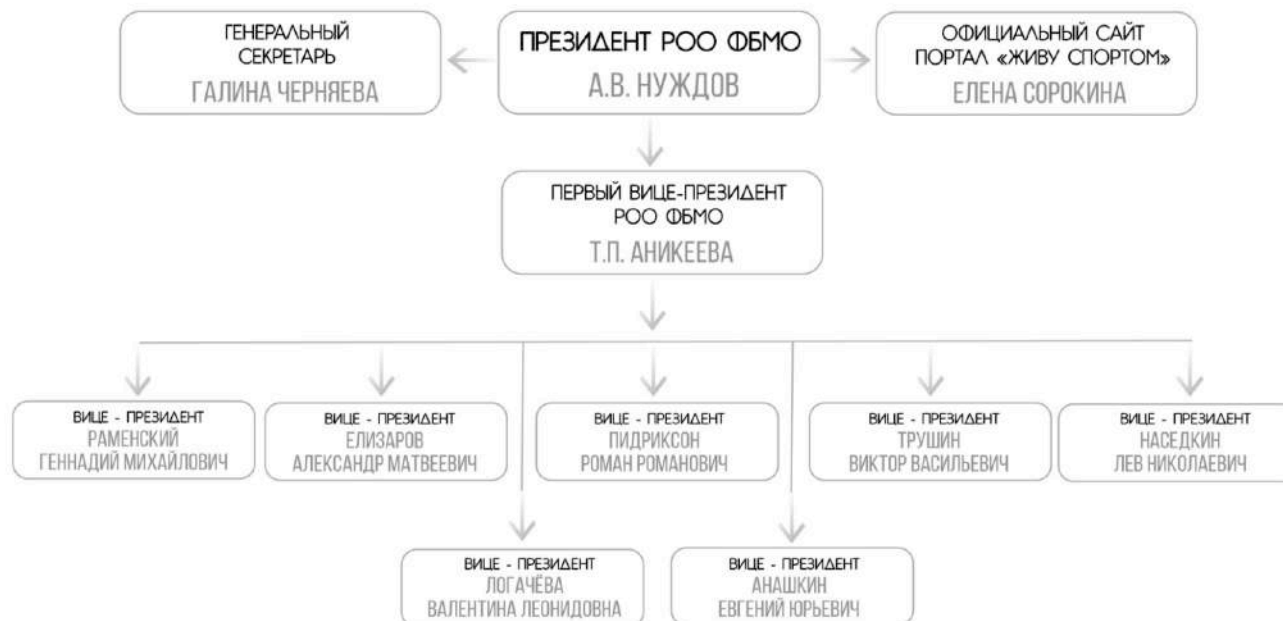 ГЕНЕРАЛЬНЫЙ
СЕКРЕТАРЬ
ГАЛИНА ЧЕРНЯЕВА
ПРЕЗИДЕНТ РОО ФБМО
А.В. НУЖДОВ
ОФИЦИАЛЬНЫЙ САЙТ
ПОРТАЛ «ЖИВУ СПОРТОМ»
ЕЛЕНА СОРОКИНА
ПЕРВЫЙ ВИЦЕ-ПРЕЗИДЕНТ
РОО ФБМО
Т.П. АНИКЕЕВА
ВИЦЕ - ПРЕЗИДЕНТ
РАМЕНСКИЙ
ГЕННАДИЙ МИХАЙЛОВИЧ
ВИЦЕ - ПРЕЗИДЕНТ
ЕЛИЗАРОВ
АЛЕКСАНДР МАТВЕЕВИЧ
ВИЦЕ - ПРЕЗИДЕНТ
ПИДРИКСОН
РОМАН РОМАНОВИЧ
ВИЦЕ - ПРЕЗИДЕНТ
ТРУШИН
ВИКТОР ВАСИЛЬЕВИЧ
ВИЦЕ - ПРЕЗИДЕНТ
НАСЕДКИН
ЛЕВ НИКОЛАЕВИЧ
ВИЦЕ - ПРЕЗИДЕНТ
ЛОГАЧЁВА
ВАЛЕНТИНА ЛЕОНИДОВНА
ВИЦЕ - ПРЕЗИДЕНТ
АНАШКИН
ЕВГЕНИЙ ЮРЬЕВИЧ